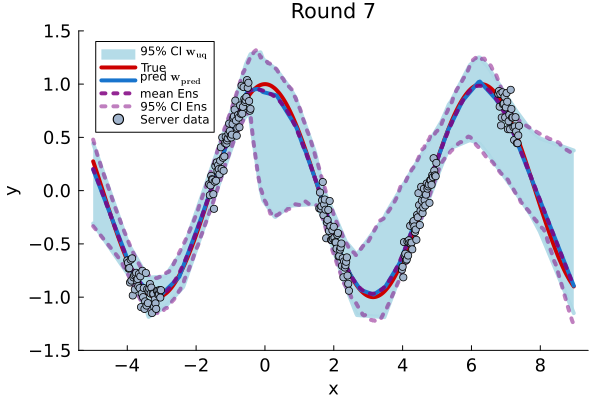 Round 7
1.5
1.0
0.5
0.0
−0.5
−1.0
−1.5
y
95% CI w_uq
True
pred w_pred
mean Ens
95% CI Ens
Server data
−4 −2 0 2 4 6 8
x